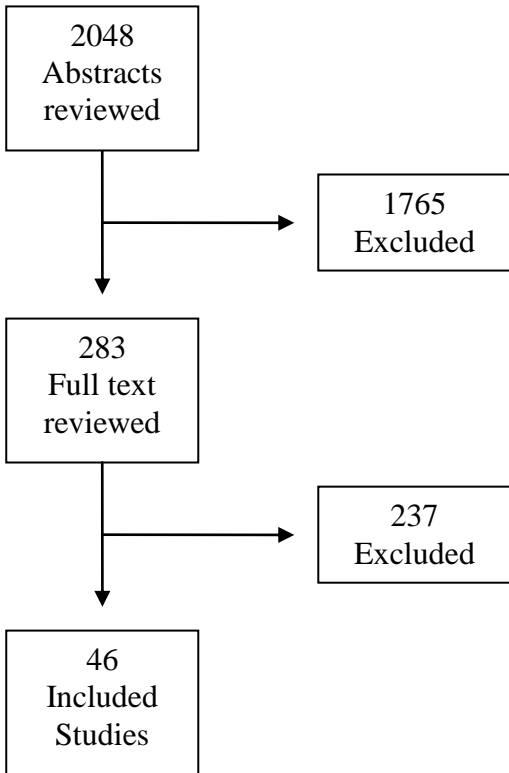 2048
Abstracts
reviewed
1765
Excluded
283
Full text
reviewed
237
Excluded
46
Included
Studies